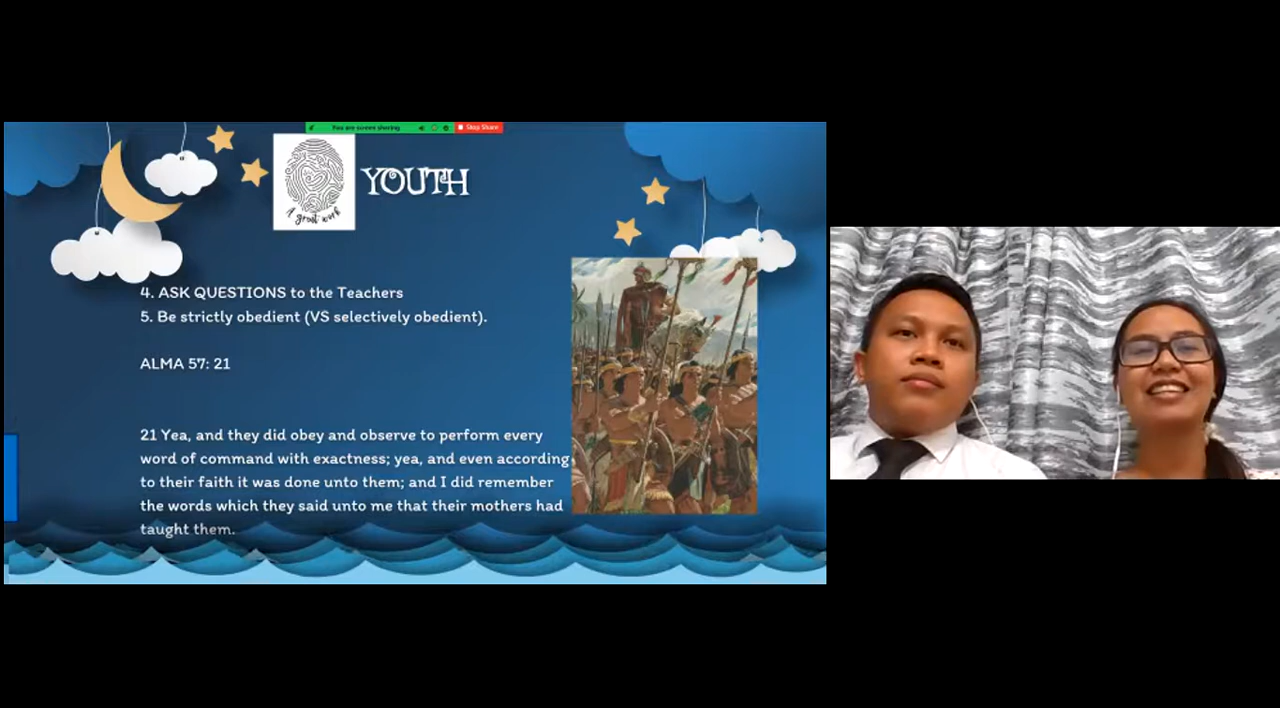 You are screen sharing
Stop Share
A great work
YOUTH
4. ASK QUESTIONS to the Teachers
5. Be strictly obedient (VS selectively obedient).
ALMA 57: 21
21 Yea, and they did obey and observe to perform every
word of command with exactness; yea, and even according
to their faith it was done unto them; and I did remember
the words which they said unto me that their mothers had
taught them.